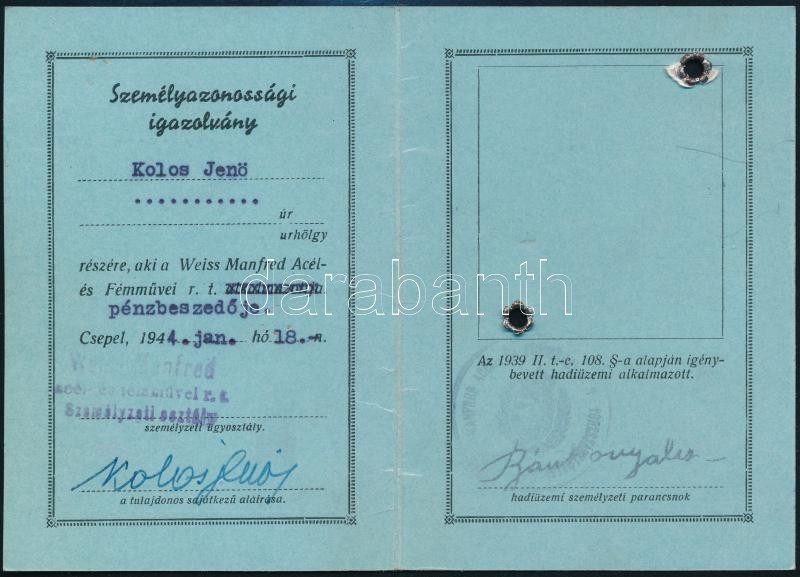 Személyazonossági
igazolvány
Kolos Jenö
...........
úr
urhölgy
részére, aki a Weiss Manfred Acél-
és Fémművei r. t.
pénzbeszedője.
Csepel, 1944. jan. hó 18.-n.
Weiss Manfred
acél- és fémművei r. t.
Személyzeti osztály
személyzeti ügyosztály.
Kolos Jenő
a tulajdonos sajátkezű aláírása.
Az 1939 II. t.-c. 108. §-a alapján igény-
bevett hadiüzemi alkalmazott.
hadiüzemi személyzeti parancsnok
darabanth